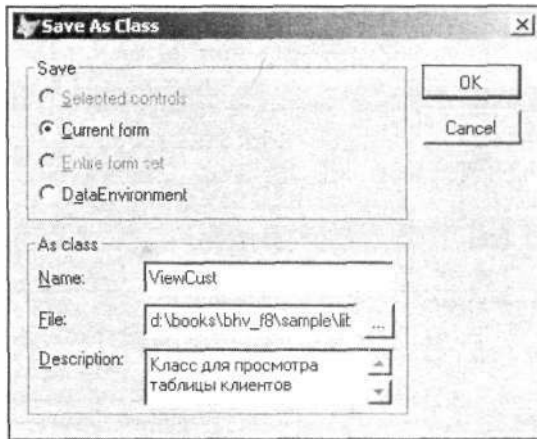 Save As Class
Save
Selected controls
Current form
Entire form set
DataEnvironment
OK
Cancel
As class
Name:
ViewCust
File:
d:\books\bhv_f8\sample\lit
...
Description:
Класс для просмотра
таблицы клиентов